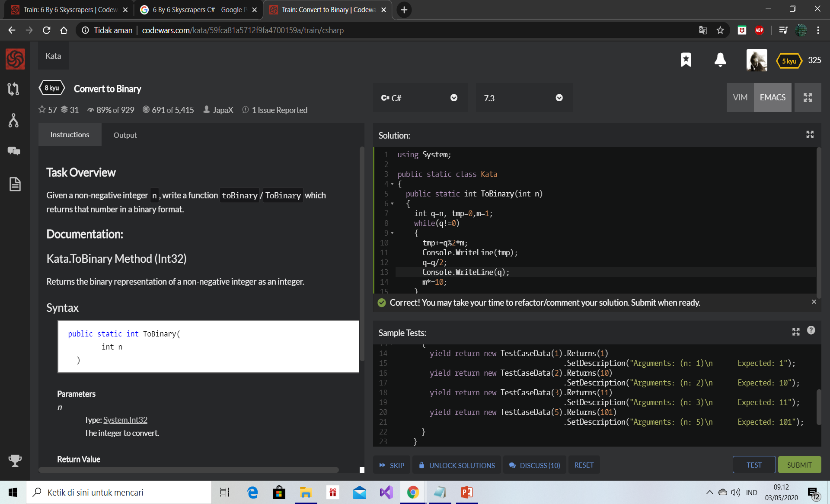 Train: 6 By 6 Skyscrapers | Codew
6 By 6 Skyscrapers C# - Google P
Train: Convert to Binary | Codewa
Tidak aman | codewars.com/kata/59fca81a5712f9fa4700159a/train/csharp
Kata
5 kyu 325
8 kyu Convert to Binary
57 31 89% of 929 691 of 5,415 JapaX 1 Issue Reported
C# 7.3 VIM EMACS
Instructions Output
Task Overview
Given a non-negative integer n, write a function toBinary/ToBinary which
returns that number in a binary format.
Documentation:
Kata.ToBinary Method (Int32)
Returns the binary representation of a non-negative integer as an integer.
Syntax
public static int ToBinary(
int n
)
Parameters
n
Type: System.Int32
The integer to convert.
Return Value
Solution:
1 using System;
2
3 public static class Kata
4 {
5 public static int ToBinary(int n)
6 {
7 int q=n, tmp=0,m=1;
8 while(q!=0)
9 {
10 tmp+=q%2*m;
11 Console.WriteLine(tmp);
12 q=q/2;
13 Console.WriteLine(q);
14 m*=10;
15 }
Correct! You may take your time to refactor/comment your solution. Submit when ready.
Sample Tests:
{
14 yield return new TestCaseData(1).Returns(1)
15 .SetDescription("Arguments: (n: 1)\n Expected: 1");
16 yield return new TestCaseData(2).Returns(10)
17 .SetDescription("Arguments: (n: 2)\n Expected: 10");
18 yield return new TestCaseData(3).Returns(11)
19 .SetDescription("Arguments: (n: 3)\n Expected: 11");
20 yield return new TestCaseData(5).Returns(101)
21 .SetDescription("Arguments: (n: 5)\n Expected: 101");
22 }
23 }
SKIP UNLOCK SOLUTIONS DISCUSS (10) RESET TEST SUBMIT
Ketik di sini untuk mencari
IND
09.12
03/05/2020